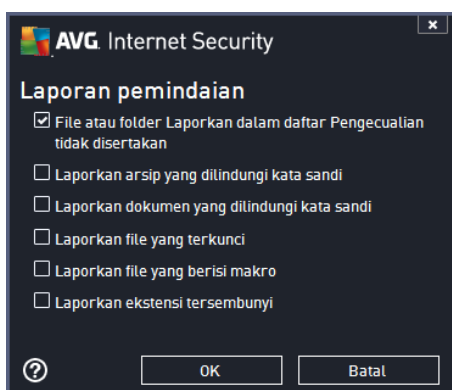 AVG. Internet Security
Laporan pemindaian
File atau folder Laporkan dalam daftar Pengecualian
tidak disertakan
Laporkan arsip yang dilindungi kata sandi
Laporkan dokumen yang dilindungi kata sandi
Laporkan file yang terkunci
Laporkan file yang berisi makro
Laporkan ekstensi tersembunyi
?
OK
Batal